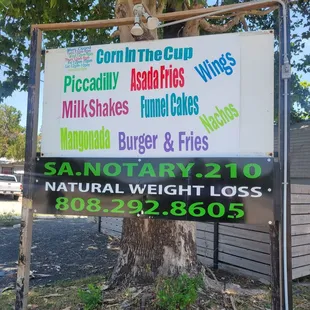 Corn in The Cup
Piccadilly Asada Fries Wings
MilkShakes Funnel Cakes
Nachos
Mangonada Burger & Fries
SA.NOTARY.210
NATURAL WEIGHT LOSS
808.292.8605